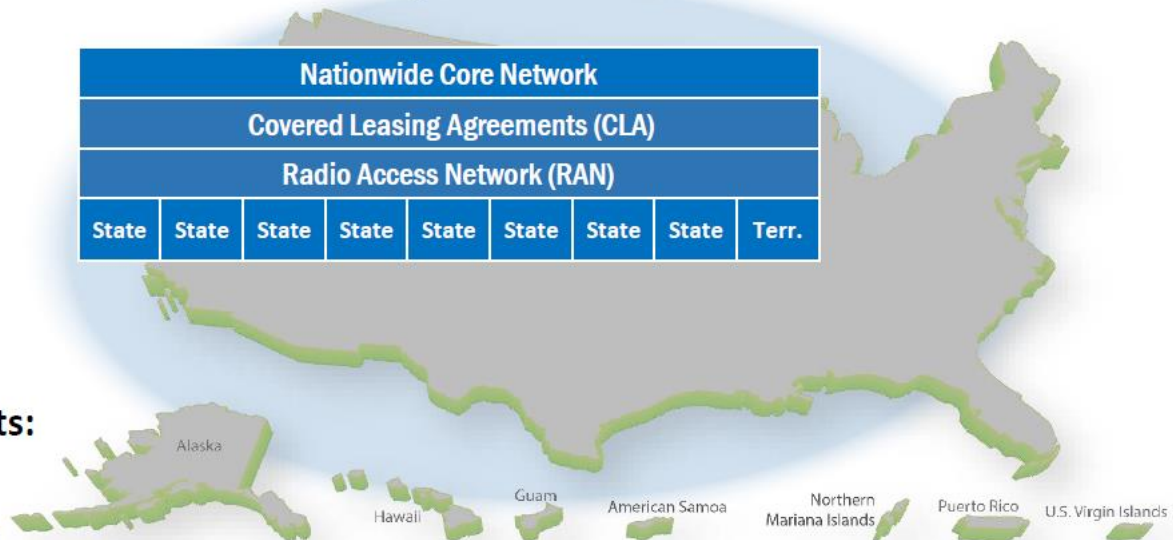 Nationwide Core Network
Covered Leasing Agreements (CLA)
Radio Access Network (RAN)
State State State State State State State State Terr.
ts:
Alaska
Hawaii
Guam
American Samoa
Northern
Mariana Islands
Puerto Rico
U.S. Virgin Islands